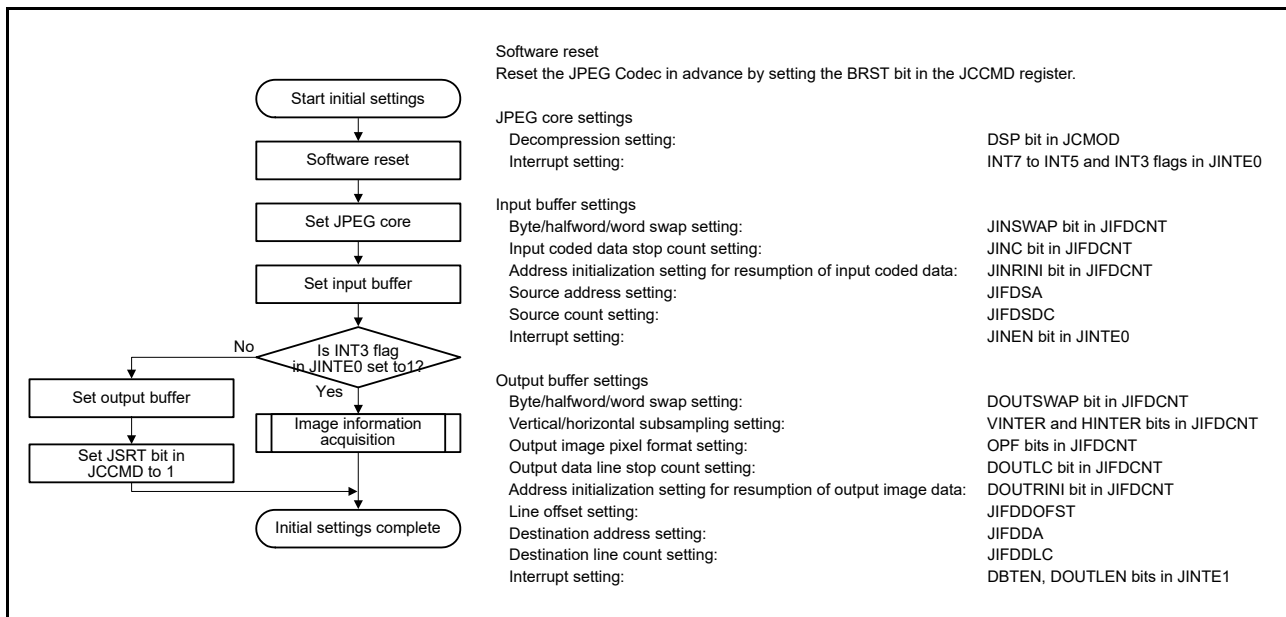 Start initial settings
Software reset
Set JPEG core
Set input buffer
Is INT3 flag
in JINTE0 set to1?
No
Yes
Set output buffer
Set JSRT bit in
JCCMD to 1
Image information
acquisition
Initial settings complete
Software reset
Reset the JPEG Codec in advance by setting the BRST bit in the JCCMD register.
JPEG core settings
Decompression setting: DSP bit in JCMOD
Interrupt setting: INT7 to INT5 and INT3 flags in JINTE0
Input buffer settings
Byte/halfword/word swap setting: JINSWAP bit in JIFDCNT
Input coded data stop count setting: JINC bit in JIFDCNT
Address initialization setting for resumption of input coded data: JINRINI bit in JIFDCNT
Source address setting: JIFDSA
Source count setting: JIFDSDC
Interrupt setting: JINEN bit in JINTE0
Output buffer settings
Byte/halfword/word swap setting: DOUTSWAP bit in JIFDCNT
Vertical/horizontal subsampling setting: VINTER and HINTER bits in JIFDCNT
Output image pixel format setting: OPF bits in JIFDCNT
Output data line stop count setting: DOUTLC bit in JIFDCNT
Address initialization setting for resumption of output image data: DOUTRINI bit in JIFDCNT
Line offset setting: JIFDDOFST
Destination address setting: JIFDDA
Destination line count setting: JIFDDLC
Interrupt setting: DBTEN, DOUTLEN bits in JINTE1